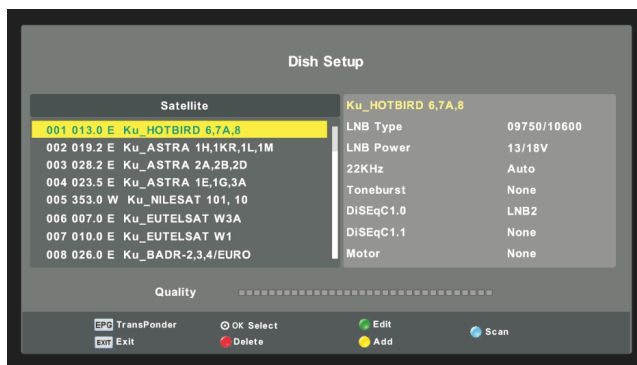 Dish Setup
Satellite
001 013.0 E Ku_HOTBIRD 6,7A,8
002 019.2 E Ku_ASTRA 1H,1KR,1L,1M
003 028.2 E Ku_ASTRA 2A,2B,2D
004 023.5 E Ku_ASTRA 1E,1G,3A
005 353.0 W Ku_NILESAT 101, 10
006 007.0 E Ku_EUTELSAT W3A
007 010.0 E Ku_EUTELSAT W1
008 026.0 E Ku_BADR-2,3,4/EURO
Ku_HOTBIRD 6,7A,8
LNB Type 09750/10600
LNB Power 13/18V
22KHz Auto
Toneburst None
DiSEqC1.0 LNB2
DiSEqC1.1 None
Motor None
Quality
EPG TransPonder OK Select Edit Scan
EXIT Exit Delete Add